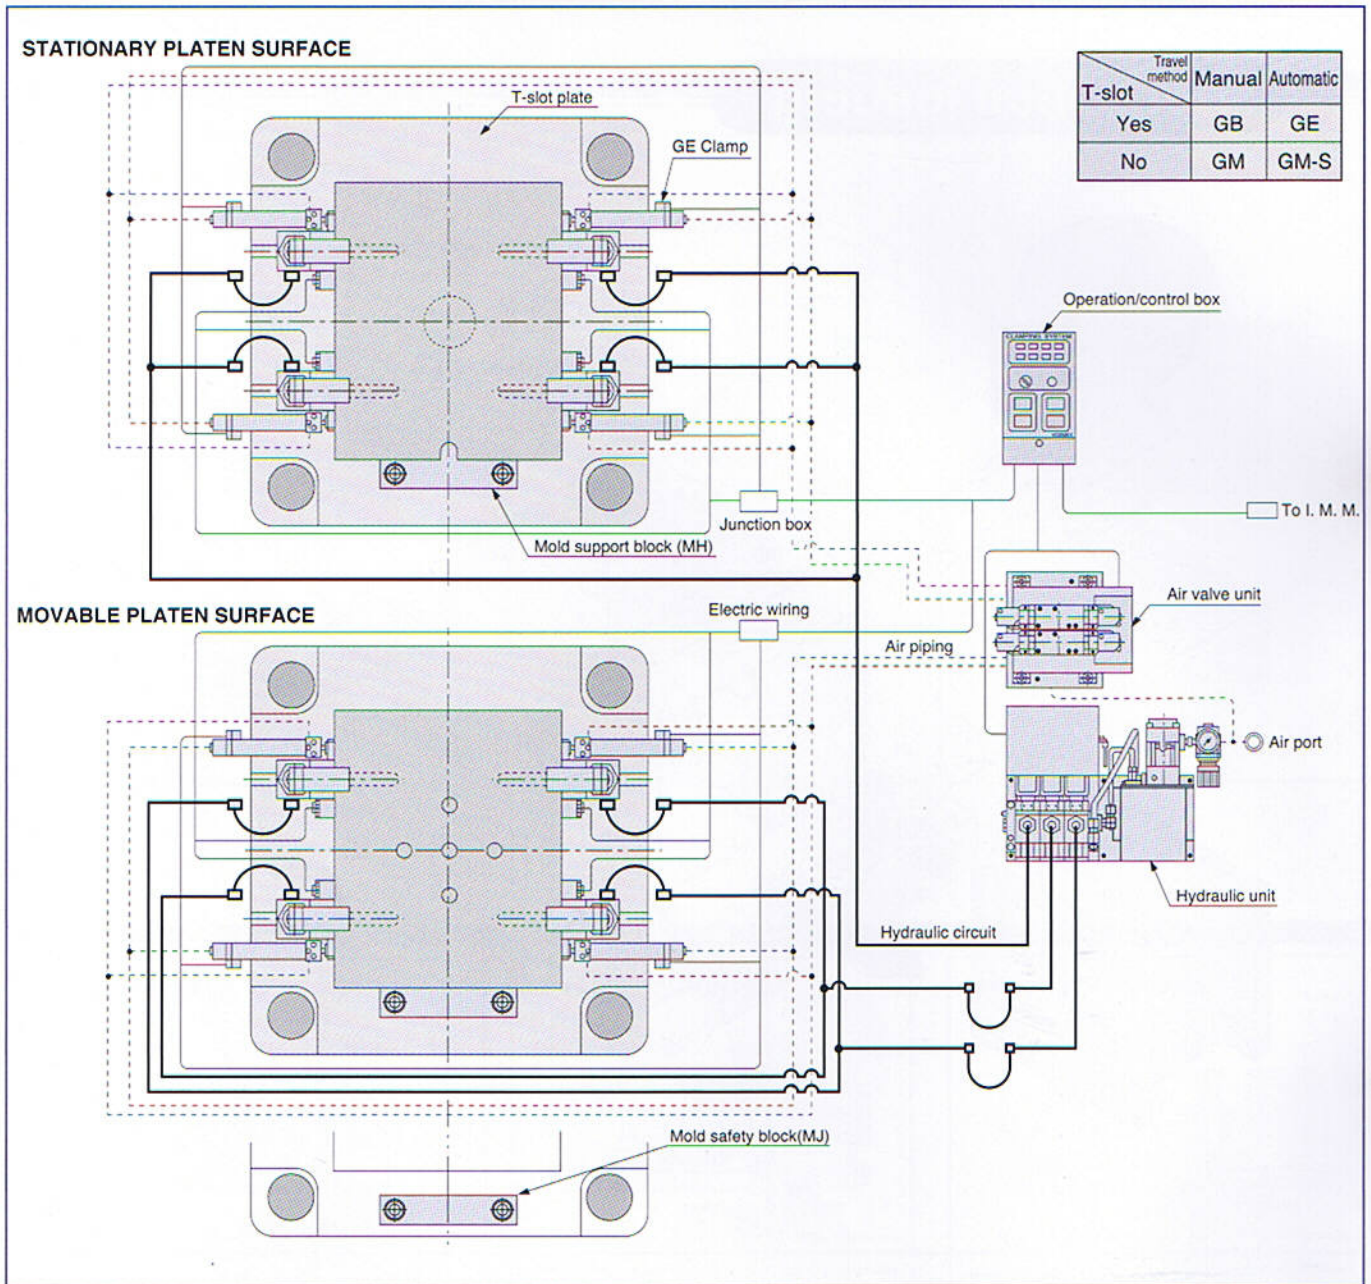 STATIONARY PLATEN SURFACE
T-slot plate
GE Clamp
Travel
method
T-slot
Manual Automatic
Yes GB GE
No GM GM-S
Operation/control box
CLAMPING SYSTEM
To I. M. M.
Junction box
Mold support block (MH)
MOVABLE PLATEN SURFACE
Electric wiring
Air valve unit
Air piping
Air port
Hydraulic unit
Hydraulic circuit
Mold safety block(MJ)